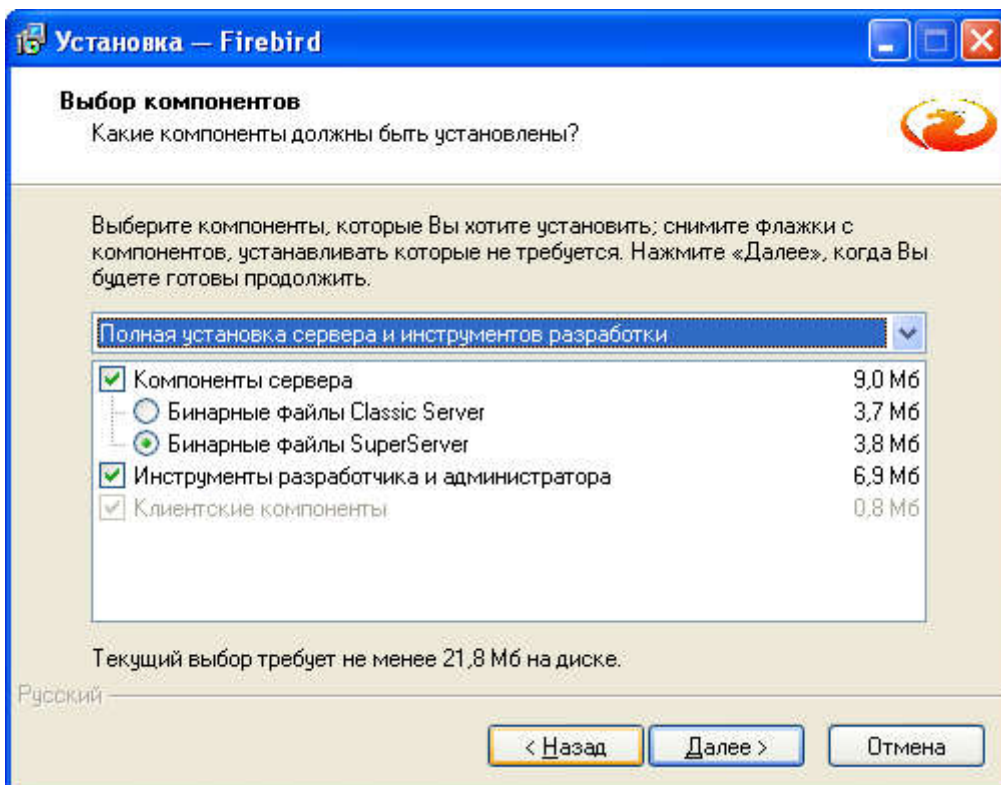 Установка — Firebird
Выбор компонентов
Какие компоненты должны быть установлены?
Выберите компоненты, которые Вы хотите установить; снимите флажки с
компонентов, устанавливать которые не требуется. Нажмите «Далее», когда Вы
будете готовы продолжить.
Полная установка сервера и инструментов разработки
Компоненты сервера 9,0 Мб
Бинарные файлы Classic Server 3,7 Мб
Бинарные файлы SuperServer 3,8 Мб
Инструменты разработчика и администратора 6,9 Мб
Клиентские компоненты 0,8 Мб
Текущий выбор требует не менее 21,8 Мб на диске.
Русский
< Назад Далее > Отмена